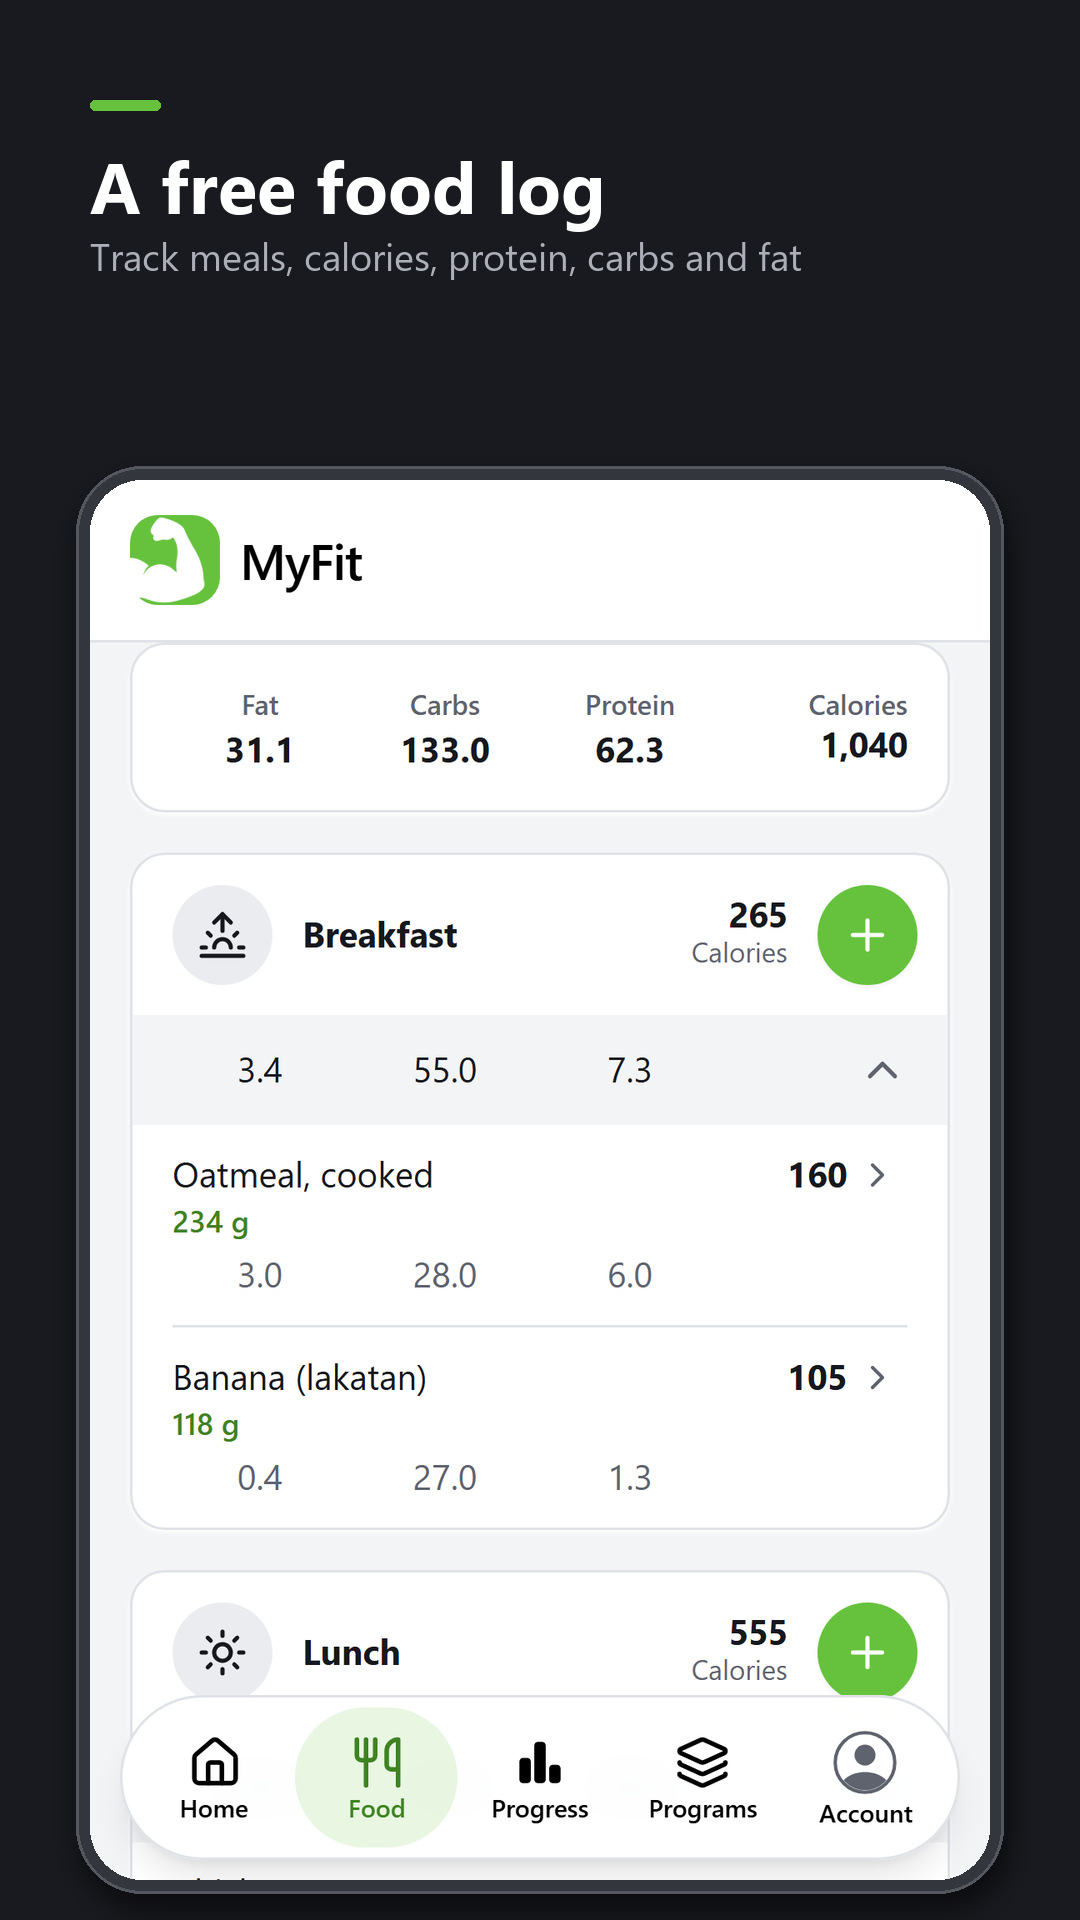 A free food log
Track meals, calories, protein, carbs and fat
MyFit
Fat Carbs Protein Calories
31.1 133.0 62.3 1,040
Breakfast 265 Calories
3.4 55.0 7.3
Oatmeal, cooked 160
234 g
3.0 28.0 6.0
Banana (lakatan) 105
118 g
0.4 27.0 1.3
Lunch 555 Calories
Home Food Progress Programs Account